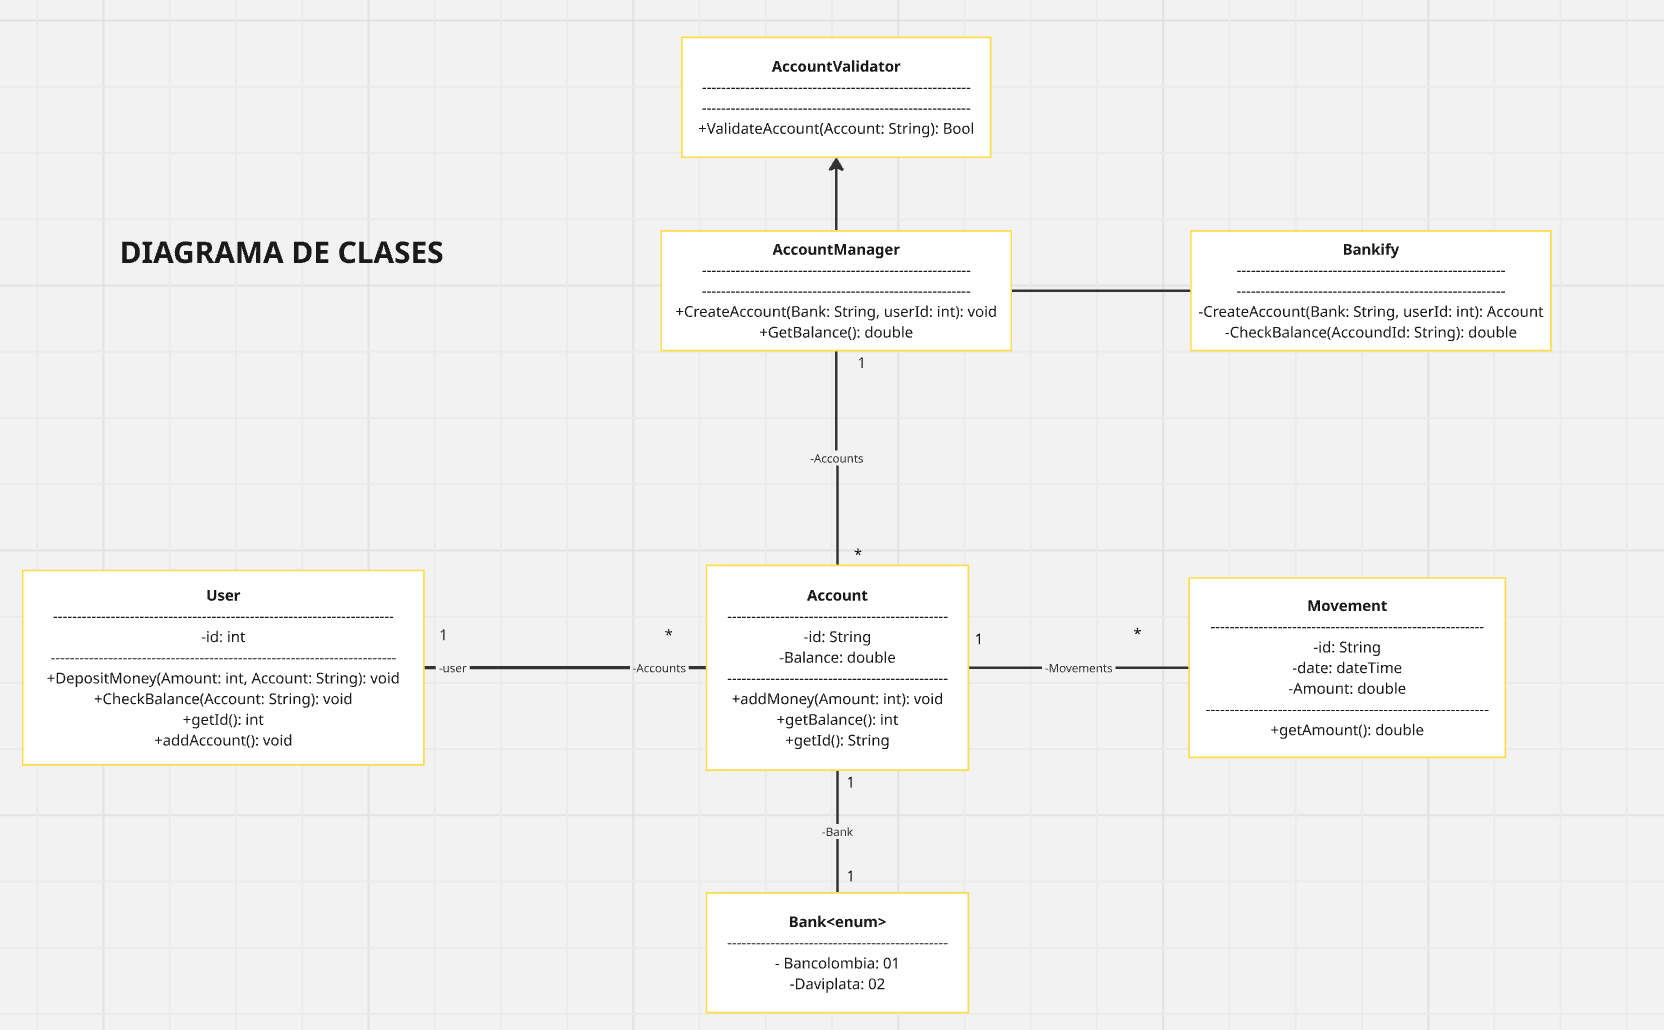 AccountValidator
--------------------------------------------------------
--------------------------------------------------------
+ValidateAccount(Account: String): Bool
DIAGRAMA DE CLASES
AccountManager
--------------------------------------------------------
--------------------------------------------------------
+CreateAccount(Bank: String, userId: int): void
+GetBalance(): double
Bankify
--------------------------------------------------------
--------------------------------------------------------
-CreateAccount(Bank: String, userId: int): Account
-CheckBalance(AccoundId: String): double
1
-Accounts
*
User
-----------------------------------------------------------------------
-id: int
------------------------------------------------------------------------
+DepositMoney(Amount: int, Account: String): void
+CheckBalance(Account: String): void
+getId(): int
+addAccount(): void
1
-user
*
-Accounts
Account
----------------------------------------------
-id: String
-Balance: double
----------------------------------------------
+addMoney(Amount: int): void
+getBalance(): int
+getId(): String
1
-Movements
*
Movement
---------------------------------------------------------
-id: String
-date: dateTime
-Amount: double
-----------------------------------------------------------
+getAmount(): double
1
-Bank
1
Bank<enum>
----------------------------------------------
- Bancolombia: 01
-Daviplata: 02